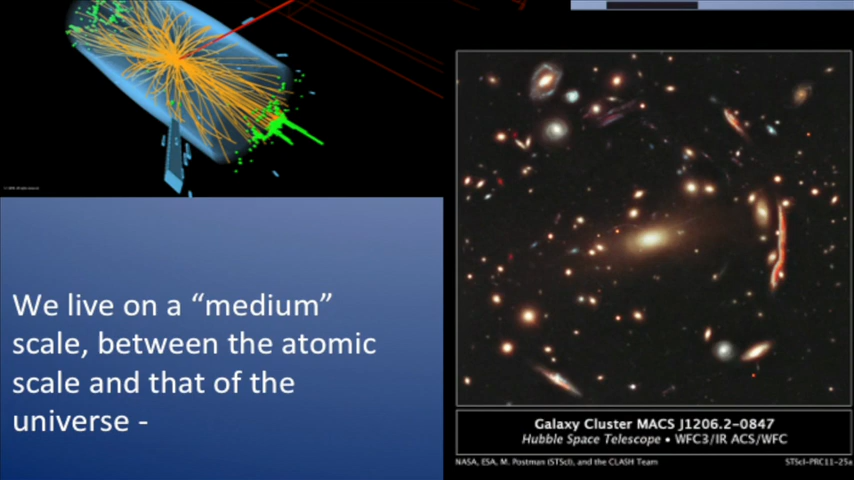 We live on a “medium”
scale, between the atomic
scale and that of the
universe -
Galaxy Cluster MACS J1206.2-0847
Hubble Space Telescope • WFC3/IR ACS/WFC
NASA, ESA, M. Postman (STScI), and the CLASH Team
STScI-PRC11-25a